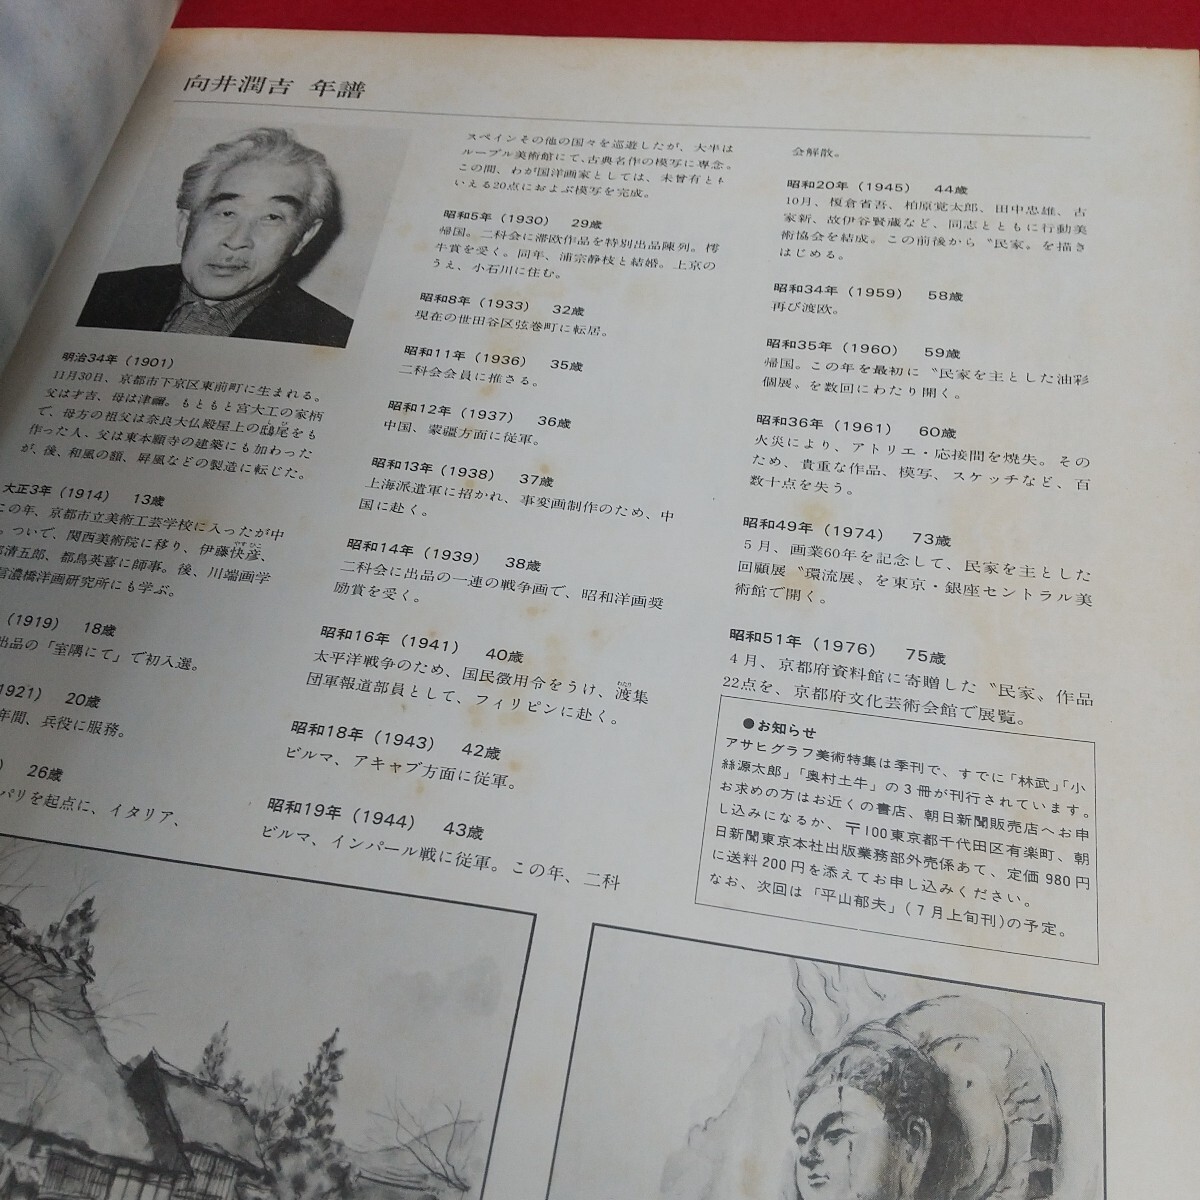 向井潤吉 年譜
明治34年（1901）
11月30日、京都市下京区東前町に生まれる。
父は才吉、母は津禰。もともと宮大工の家柄
で、母方の祖父は奈良大仏殿屋上の鴟尾をも
作った人、父は東本願寺の建築にも加わった
が、後、和風の額、屏風などの製造に転じた。
大正3年（1914） 13歳
この年、京都市立美術工芸学校に入ったが中
。ついで、関西美術院に移り、伊藤快彦、
部清五郎、都鳥英喜に師事。後、川端画学
信濃橋洋画研究所にも学ぶ。
（1919） 18歳
出品の「室隅にて」で初入選。
1921） 20歳
年間、兵役に服務。
） 26歳
パリを起点に、イタリア、
スペインその他の国々を巡遊したが、大半は
ルーブル美術館にて、古典名作の模写に専念。
この間、わが国洋画家としては、未曾有と
いえる20点におよぶ模写を完成。
昭和5年（1930） 29歳
帰国。二科会に滞欧作品を特別出品陳列。樗
牛賞を受く。同年、浦宗静枝と結婚。上京の
うえ、小石川に住む。
昭和8年（1933） 32歳
現在の世田谷区弦巻町に転居。
昭和11年（1936） 35歳
二科会会員に推さる。
昭和12年（1937） 36歳
中国、蒙疆方面に従軍。
昭和13年（1938） 37歳
上海派遣軍に招かれ、事変画制作のため、中
国に赴く。
昭和14年（1939） 38歳
二科会に出品の一連の戦争画で、昭和洋画奨
励賞を受く。
昭和16年（1941） 40歳
太平洋戦争のため、国民徴用令をうけ、渡集
団軍報道部員として、フィリピンに赴く。
昭和18年（1943） 42歳
ビルマ、アキャブ方面に従軍。
昭和19年（1944） 43歳
ビルマ、インパール戦に従軍。この年、二科
会解散。
昭和20年（1945） 44歳
10月、榎倉省吾、柏原覚太郎、田中忠雄、古
家新、故伊谷賢蔵など、同志とともに行動美
術協会を結成。この前後から〝民家〟を描き
はじめる。
昭和34年（1959） 58歳
再び渡欧。
昭和35年（1960） 59歳
帰国。この年を最初に〝民家を主とした油彩
個展〟を数回にわたり開く。
昭和36年（1961） 60歳
火災により、アトリエ・応接間を焼失。その
ため、貴重な作品、模写、スケッチなど、百
数十点を失う。
昭和49年（1974） 73歳
5月、画業60年を記念して、民家を主とした
回顧展〝環流展〟を東京・銀座セントラル美
術館で開く。
昭和51年（1976） 75歳
4月、京都府資料館に寄贈した〝民家〟作品
22点を、京都府文化芸術会館で展覧。
●お知らせ
アサヒグラフ美術特集は季刊で、すでに「林武」「小
絲源太郎」「奥村土牛」の3冊が刊行されています。
お求めの方はお近くの書店、朝日新聞販売店へお申
し込みになるか、〒100東京都千代田区有楽町、朝
日新聞東京本社出版業務部外売係あて、定価980円
に送料200円を添えてお申し込みください。
なお、次回は「平山郁夫」（7月上旬刊）の予定。